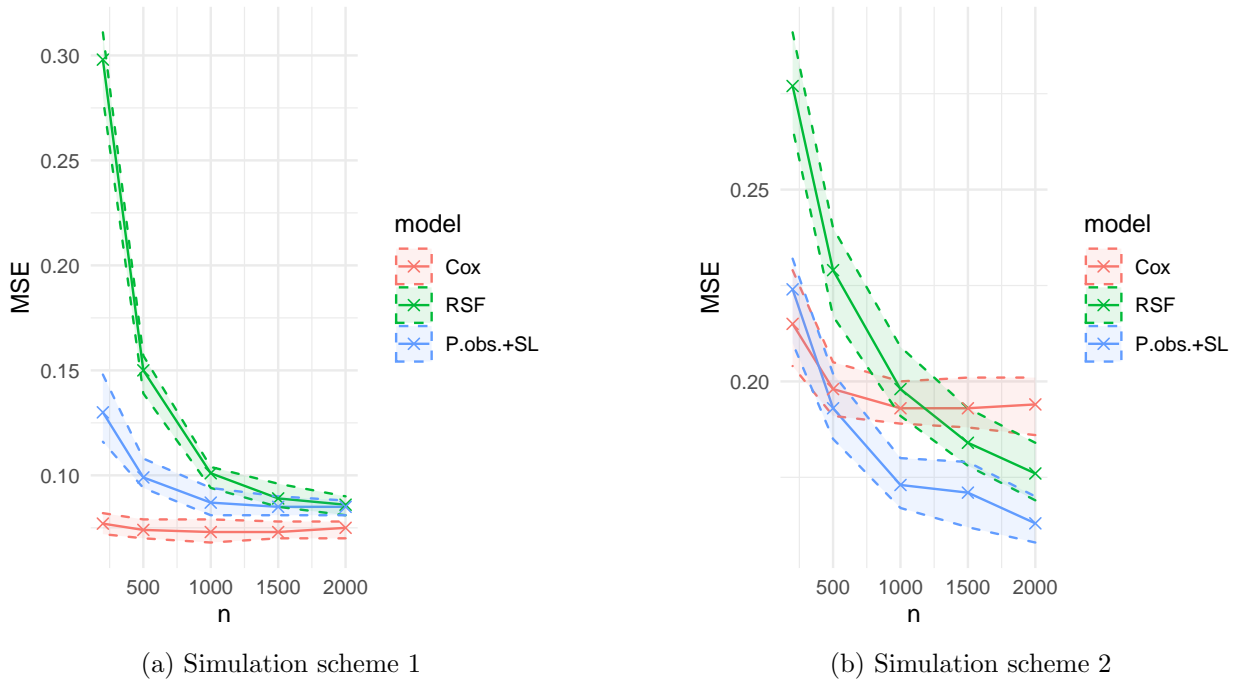 0.30
0.25
0.20
0.15
0.10
MSE
500 1000 1500 2000
n
model
Cox
RSF
P.obs.+SL
(a) Simulation scheme 1
0.25
0.20
MSE
500 1000 1500 2000
n
model
Cox
RSF
P.obs.+SL
(b) Simulation scheme 2